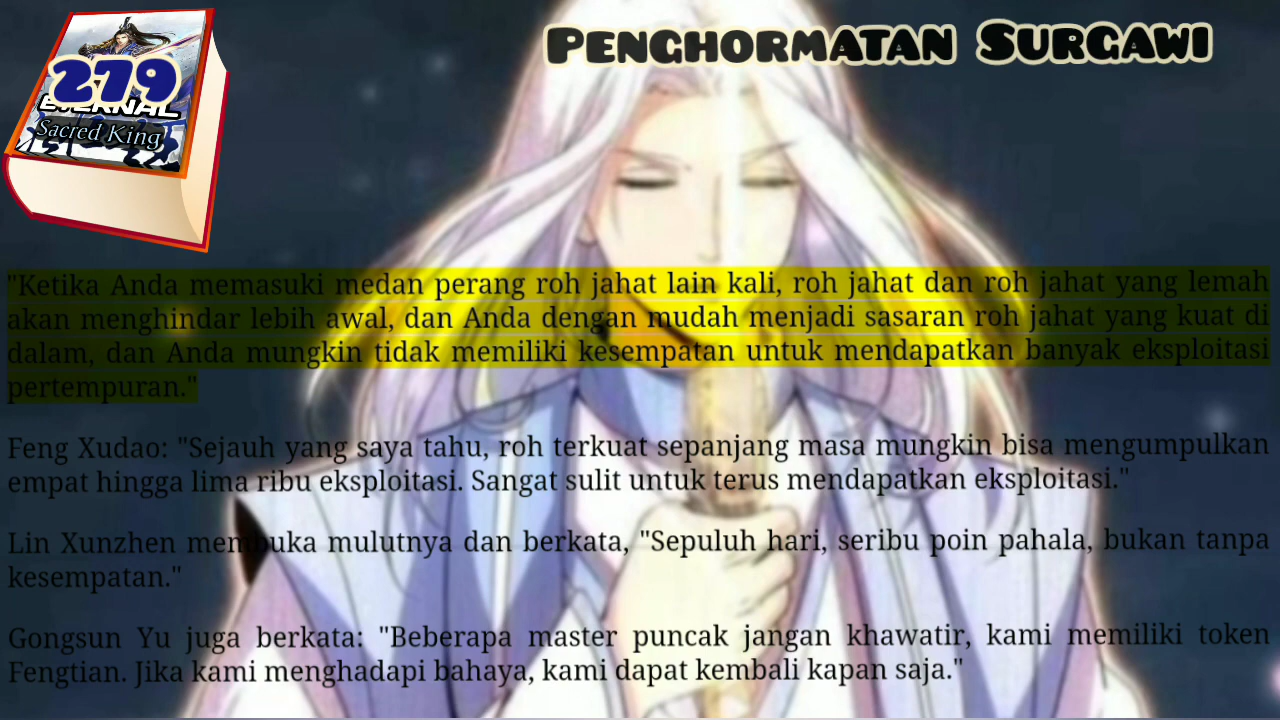 Penghormatan Surgawi
279
ETERNAL
Sacred King
"Ketika Anda memasuki medan perang roh jahat lain kali, roh jahat dan roh jahat yang lemah
akan menghindar lebih awal, dan Anda dengan mudah menjadi sasaran roh jahat yang kuat di
dalam, dan Anda mungkin tidak memiliki kesempatan untuk mendapatkan banyak eksploitasi
pertempuran."
Feng Xudao: "Sejauh yang saya tahu, roh terkuat sepanjang masa mungkin bisa mengumpulkan
empat hingga lima ribu eksploitasi. Sangat sulit untuk terus mendapatkan eksploitasi."
Lin Xunzhen membuka mulutnya dan berkata, "Sepuluh hari, seribu poin pahala, bukan tanpa
kesempatan."
Gongsun Yu juga berkata: "Beberapa master puncak jangan khawatir, kami memiliki token
Fengtian. Jika kami menghadapi bahaya, kami dapat kembali kapan saja."